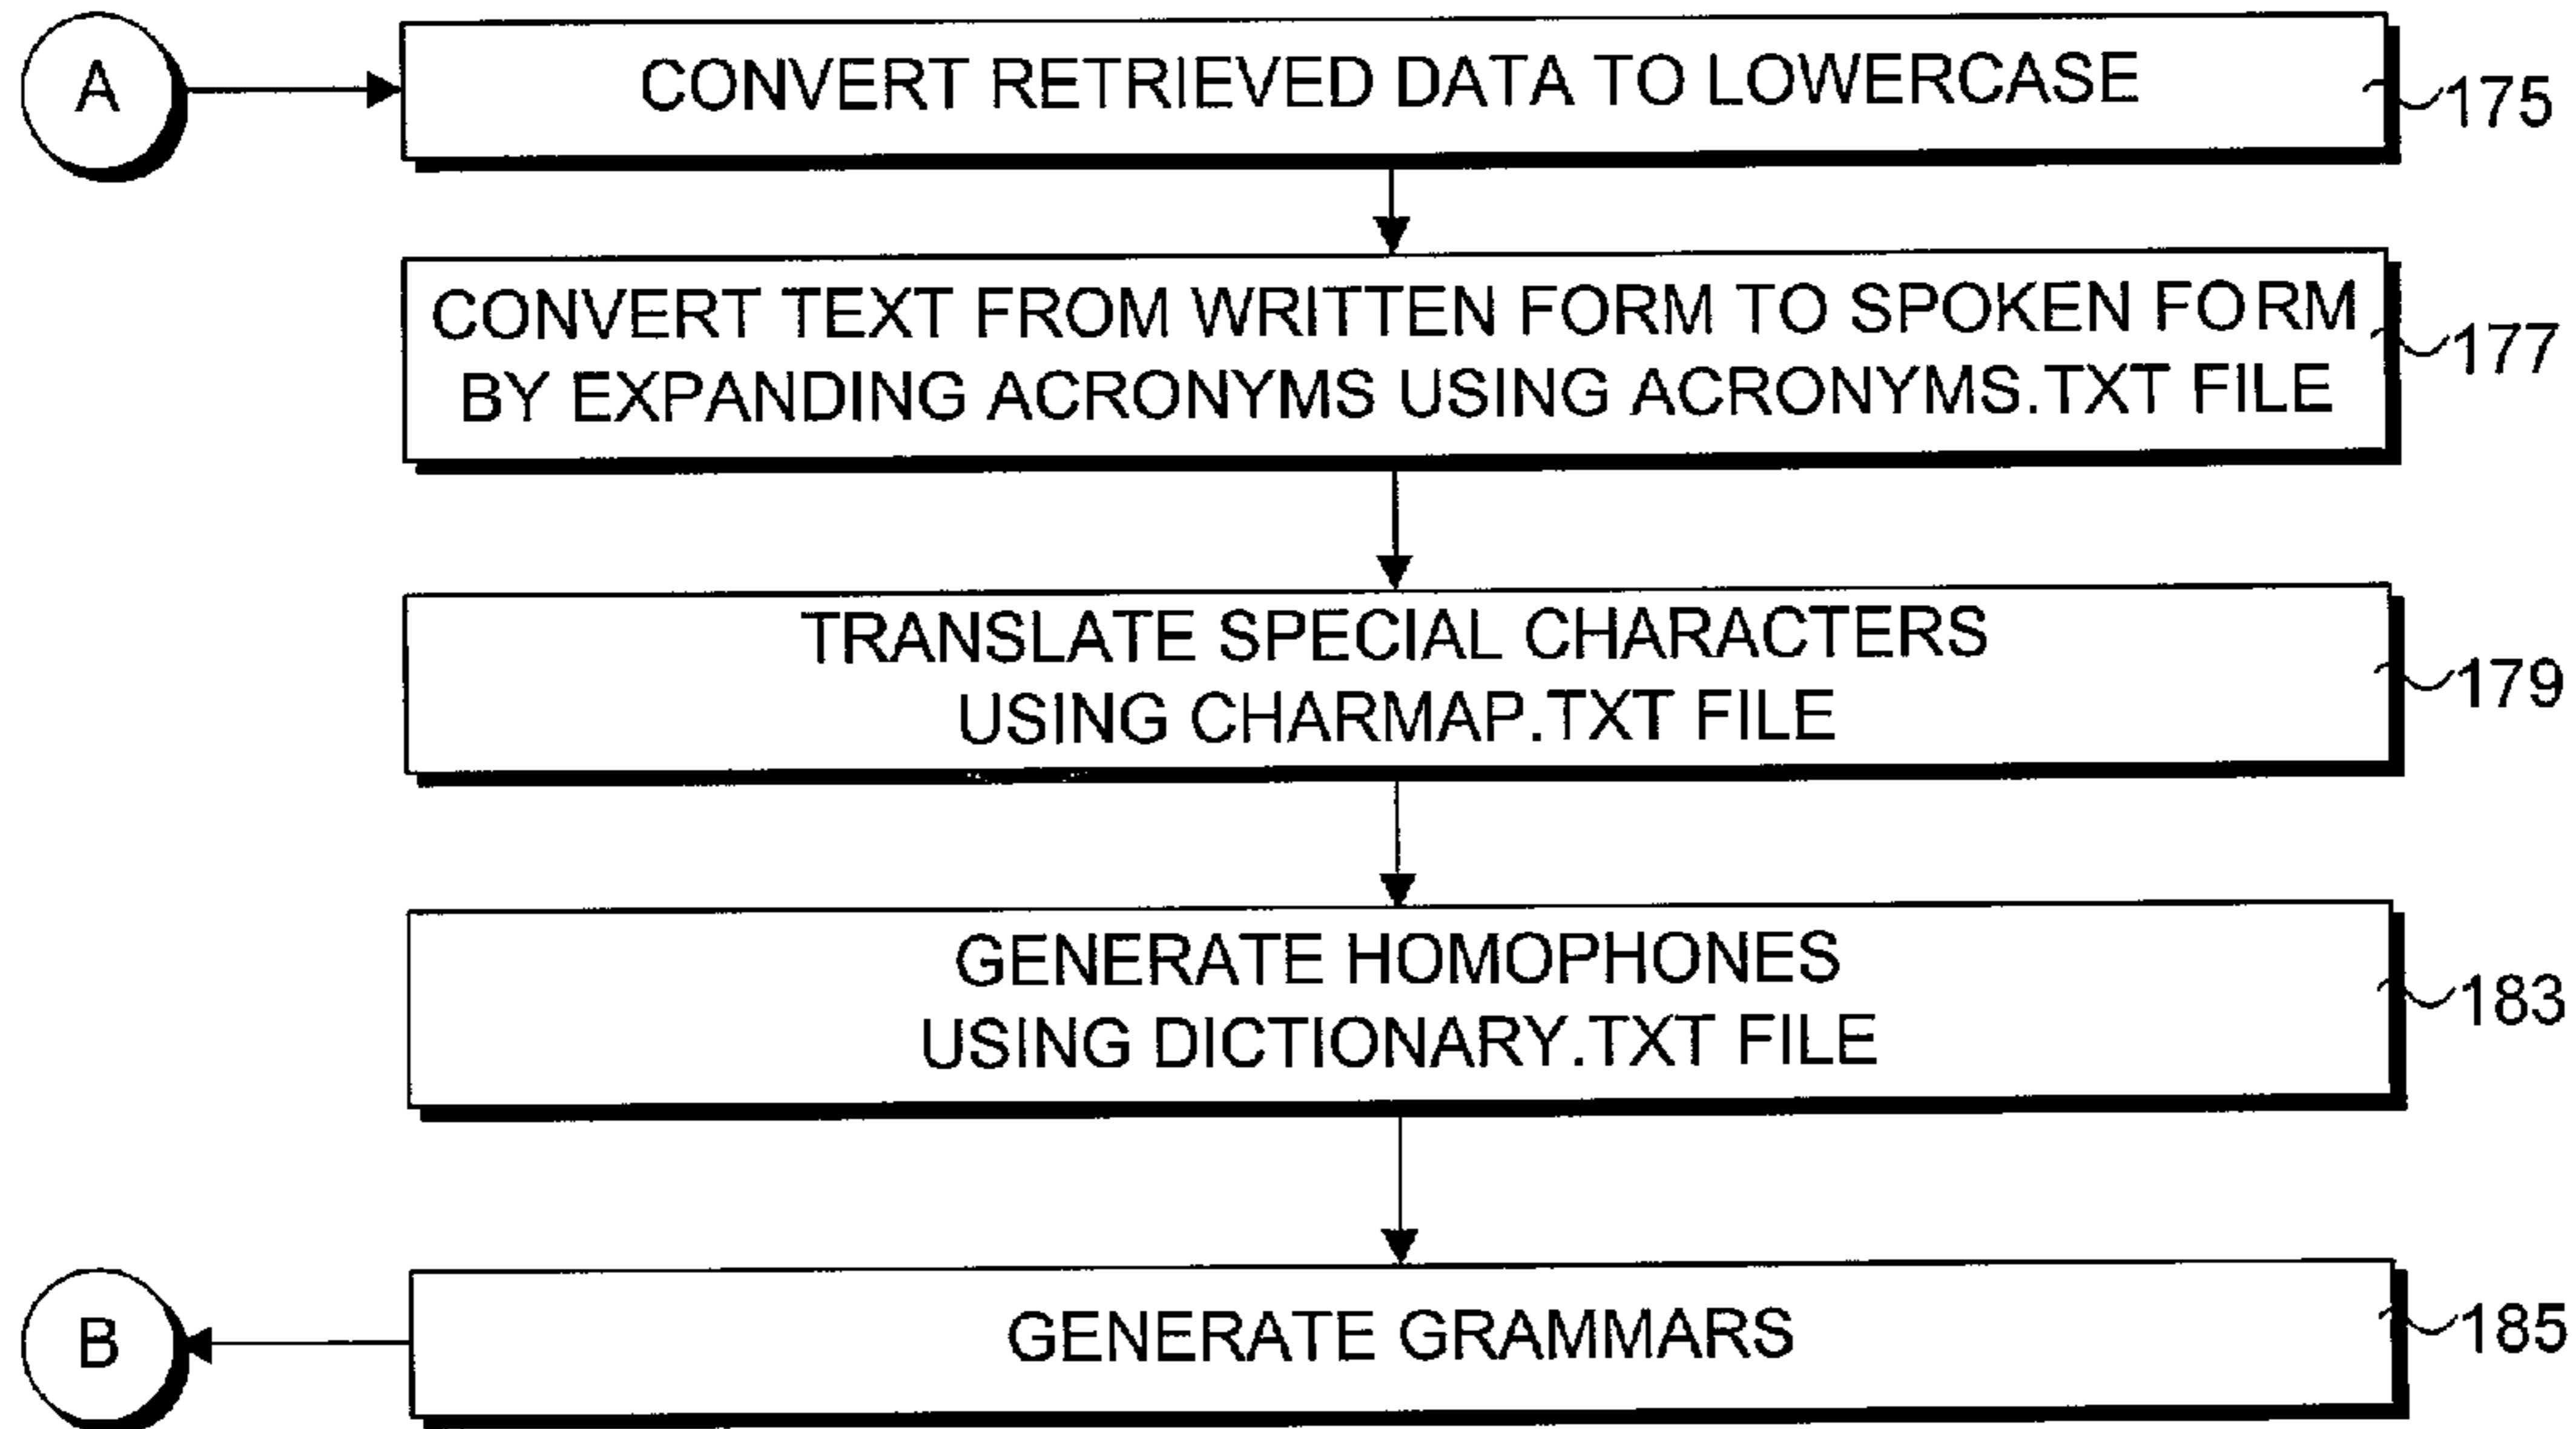 A
CONVERT RETRIEVED DATA TO LOWERCASE
175
CONVERT TEXT FROM WRITTEN FORM TO SPOKEN FORM
BY EXPANDING ACRONYMS USING ACRONYMS.TXT FILE
177
TRANSLATE SPECIAL CHARACTERS
USING CHARMAP.TXT FILE
179
GENERATE HOMOPHONES
USING DICTIONARY.TXT FILE
183
B
GENERATE GRAMMARS
185